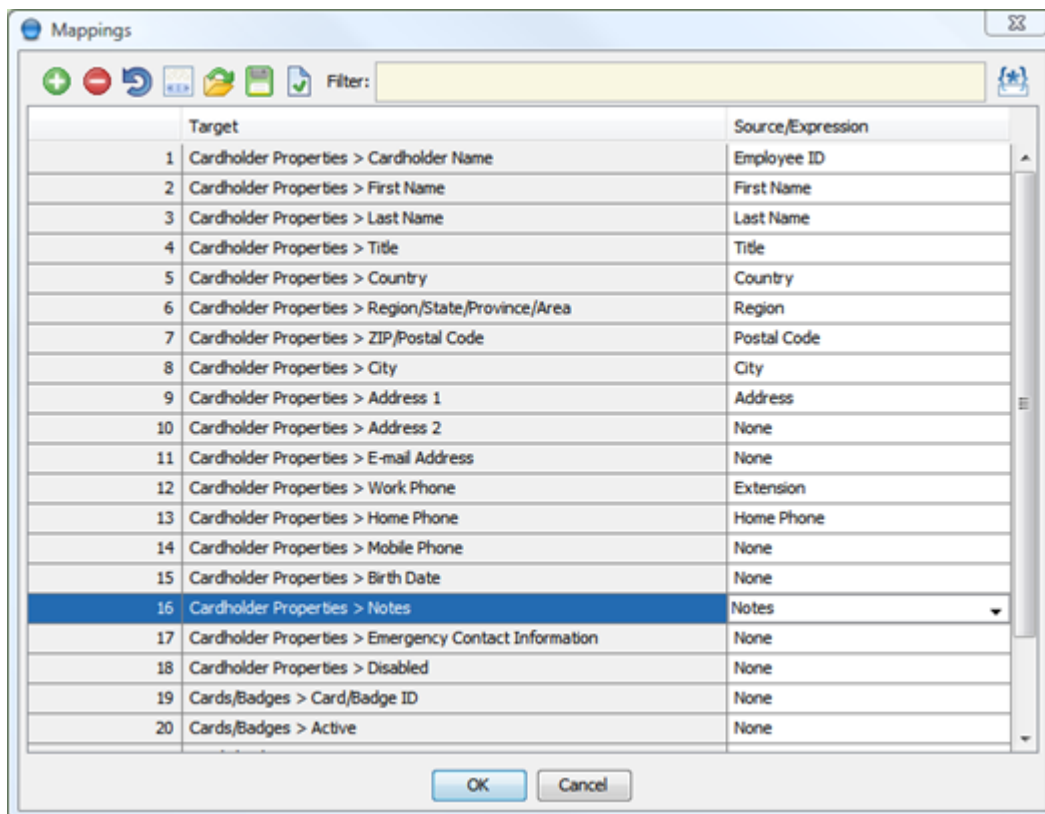 Mappings
Filter:
Target Source/Expression
1 Cardholder Properties > Cardholder Name Employee ID
2 Cardholder Properties > First Name First Name
3 Cardholder Properties > Last Name Last Name
4 Cardholder Properties > Title Title
5 Cardholder Properties > Country Country
6 Cardholder Properties > Region/State/Province/Area Region
7 Cardholder Properties > ZIP/Postal Code Postal Code
8 Cardholder Properties > City City
9 Cardholder Properties > Address 1 Address
10 Cardholder Properties > Address 2 None
11 Cardholder Properties > E-mail Address None
12 Cardholder Properties > Work Phone Extension
13 Cardholder Properties > Home Phone Home Phone
14 Cardholder Properties > Mobile Phone None
15 Cardholder Properties > Birth Date None
16 Cardholder Properties > Notes Notes
17 Cardholder Properties > Emergency Contact Information None
18 Cardholder Properties > Disabled None
19 Cards/Badges > Card/Badge ID None
20 Cards/Badges > Active None
OK Cancel